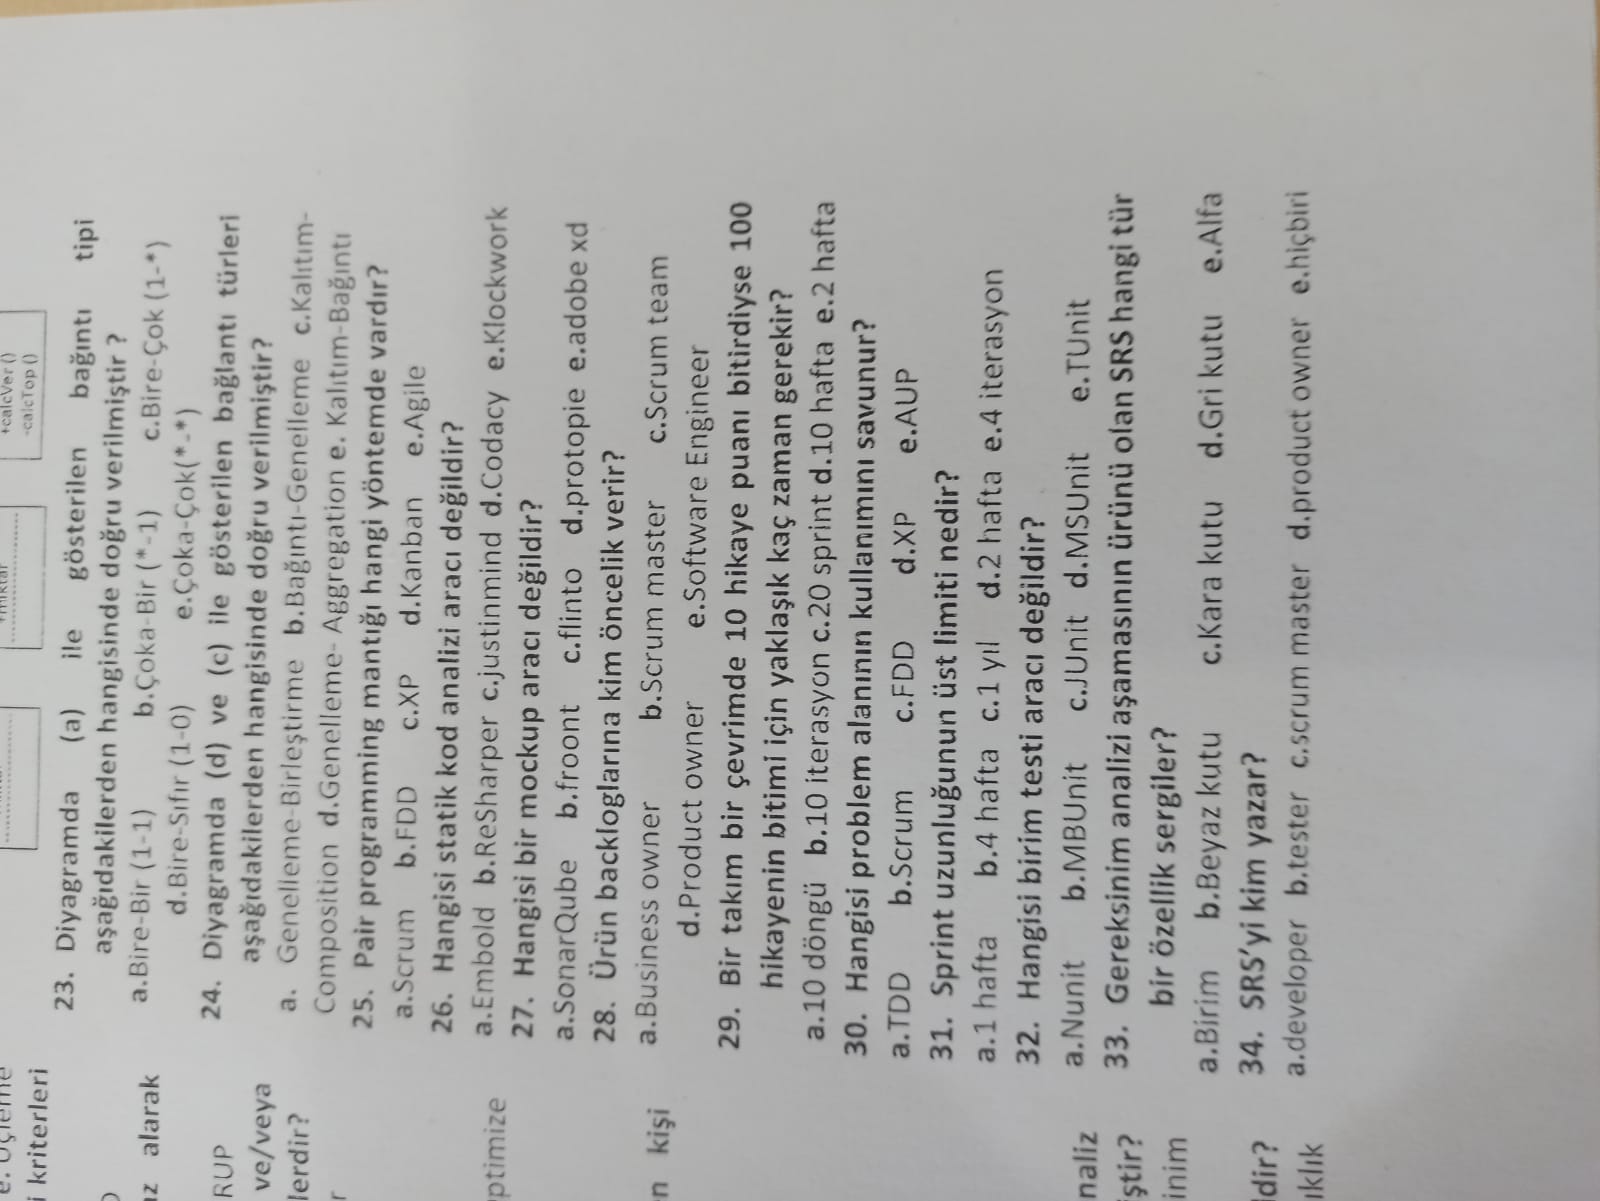 e. Üçleme
i kriterleri
az alarak
RUP
ve/veya
lerdir?
r
optimize
en kişi
naliz
iştir?
inim
ldir?
ıklık
+miktar
+calcVer ()
-calcTop ()
23. Diyagramda (a) ile gösterilen bağıntı tipi
aşağıdakilerden hangisinde doğru verilmiştir ?
a.Bire-Bir (1-1) b.Çoka-Bir (*-1) c.Bire-Çok (1-*)
d.Bire-Sıfır (1-0) e.Çoka-Çok(*-*)
24. Diyagramda (d) ve (c) ile gösterilen bağlantı türleri
aşağıdakilerden hangisinde doğru verilmiştir?
a. Genelleme-Birleştirme b.Bağıntı-Genelleme c.Kalıtım-
Composition d.Genelleme- Aggregation e. Kalıtım-Bağıntı
25. Pair programming mantığı hangi yöntemde vardır?
a.Scrum b.FDD c.XP d.Kanban e.Agile
26. Hangisi statik kod analizi aracı değildir?
a.Embold b.ReSharper c.justinmind d.Codacy e.Klockwork
27. Hangisi bir mockup aracı değildir?
a.SonarQube b.froont c.flinto d.protopie e.adobe xd
28. Ürün backloglarına kim öncelik verir?
a.Business owner b.Scrum master c.Scrum team
d.Product owner e.Software Engineer
29. Bir takım bir çevrimde 10 hikaye puanı bitirdiyse 100
hikayenin bitimi için yaklaşık kaç zaman gerekir?
a.10 döngü b.10 iterasyon c.20 sprint d.10 hafta e.2 hafta
30. Hangisi problem alanının kullanımını savunur?
a.TDD b.Scrum c.FDD d.XP e.AUP
31. Sprint uzunluğunun üst limiti nedir?
a.1 hafta b.4 hafta c.1 yıl d.2 hafta e.4 iterasyon
32. Hangisi birim testi aracı değildir?
a.Nunit b.MBUnit c.JUnit d.MSUnit e.TUnit
33. Gereksinim analizi aşamasının ürünü olan SRS hangi tür
bir özellik sergiler?
a.Birim b.Beyaz kutu c.Kara kutu d.Gri kutu e.Alfa
34. SRS'yi kim yazar?
a.developer b.tester c.scrum master d.product owner e.hiçbiri